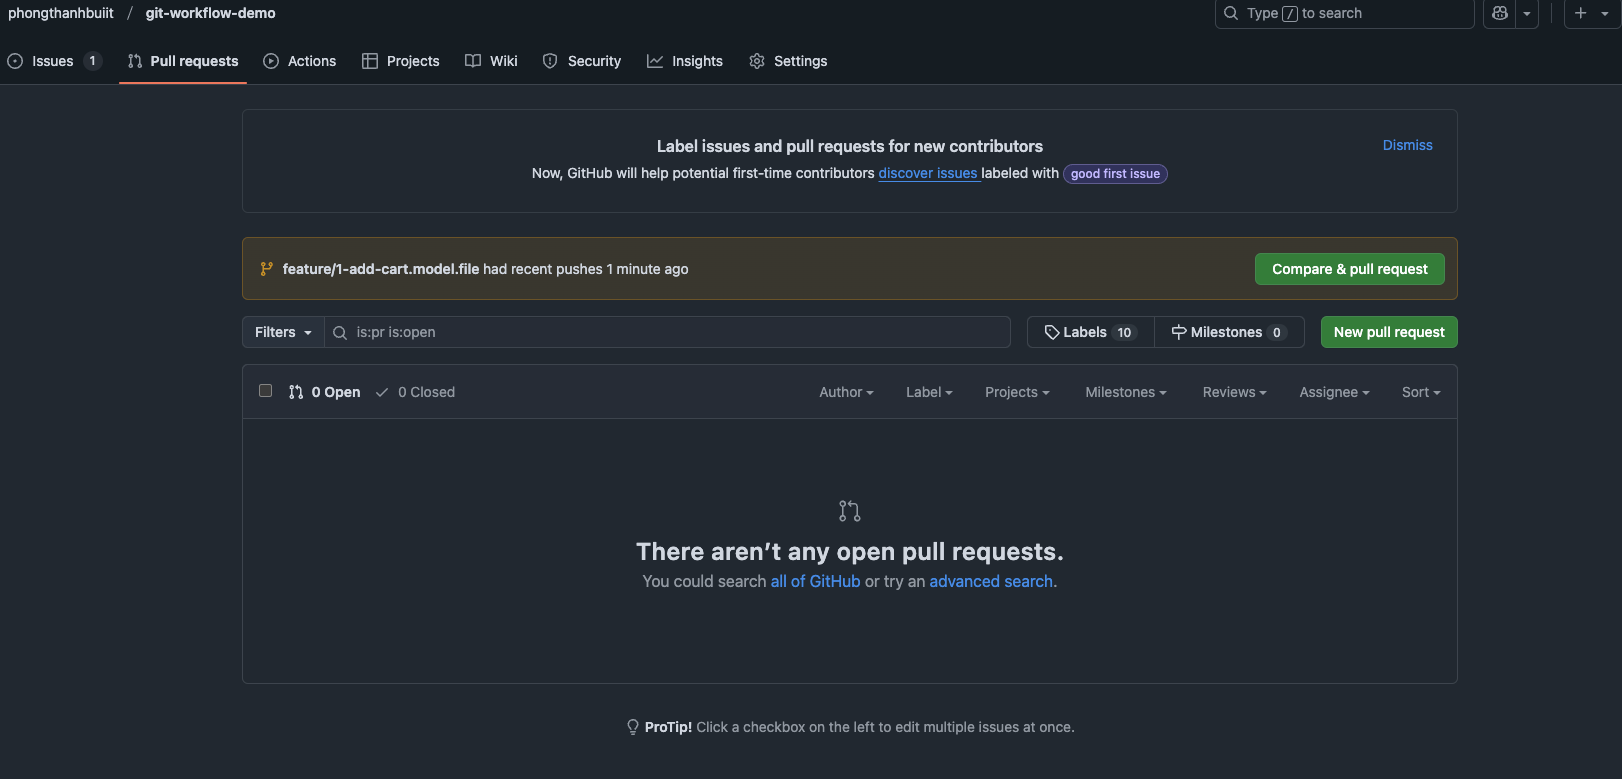 phongthanhbuiit / git-workflow-demo
Type / to search
Issues 1 Pull requests Actions Projects Wiki Security Insights Settings
Label issues and pull requests for new contributors
Dismiss
Now, GitHub will help potential first-time contributors discover issues labeled with good first issue
feature/1-add-cart.model.file had recent pushes 1 minute ago
Compare & pull request
Filters is:pr is:open
Labels 10 Milestones 0 New pull request
0 Open 0 Closed Author Label Projects Milestones Reviews Assignee Sort
There aren’t any open pull requests.
You could search all of GitHub or try an advanced search.
ProTip! Click a checkbox on the left to edit multiple issues at once.